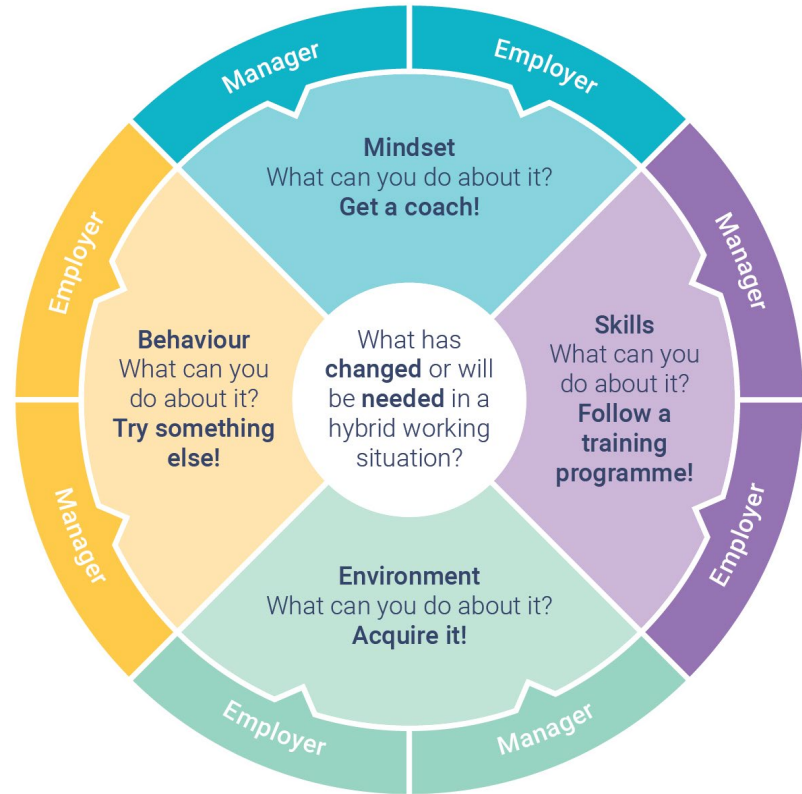 Manager
Employer
Mindset
What can you do about it?
Get a coach!
Employer
Manager
Behaviour
What can you
do about it?
Try something
else!
What has
changed or will
be needed in a
hybrid working
situation?
Skills
What can you
do about it?
Follow a
training
programme!
Manager
Employer
Environment
What can you do about it?
Acquire it!
Employer
Manager